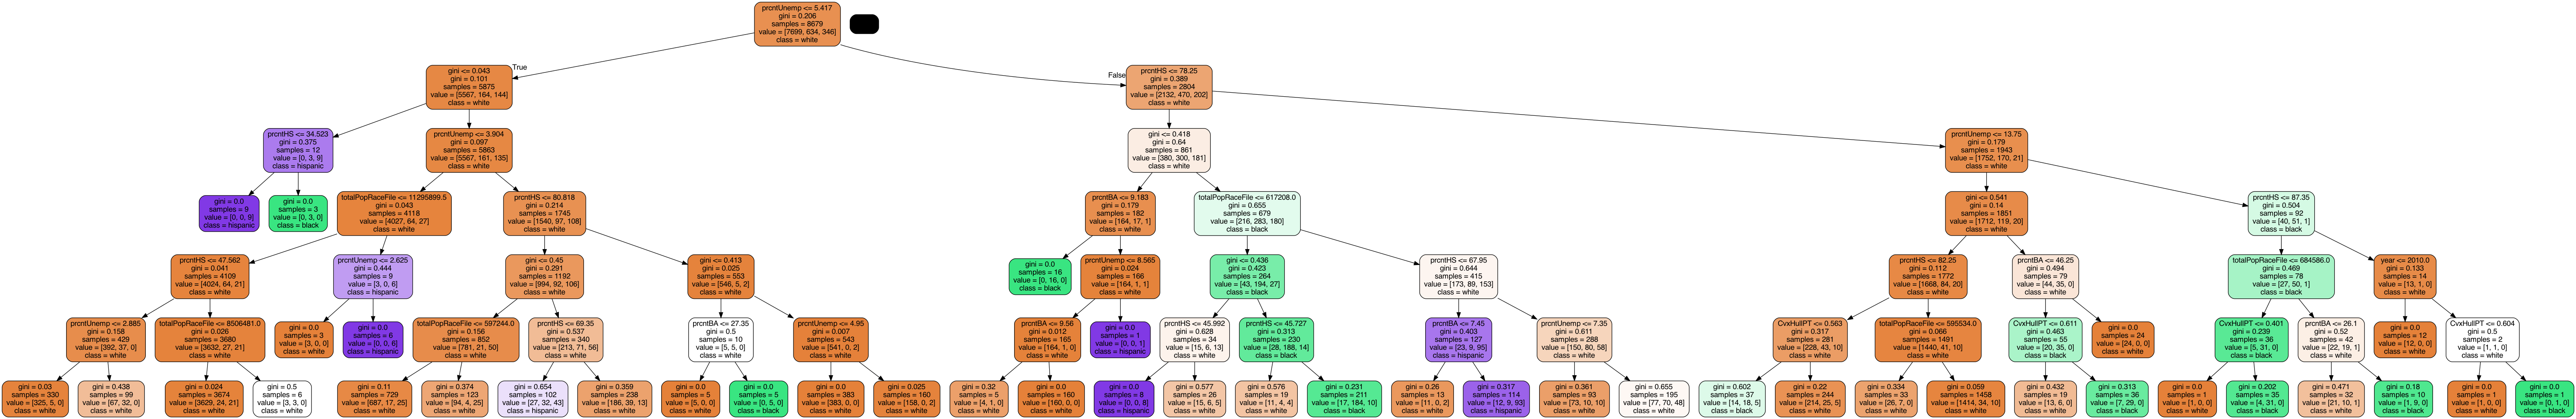 prcntUnemp <= 5.417
gini = 0.206
samples = 8679
value = [7699, 634, 346]
class = white
True
False
gini <= 0.043
gini = 0.101
samples = 5875
value = [5567, 164, 144]
class = white
prcntHS <= 78.25
gini = 0.389
samples = 2804
value = [2132, 470, 202]
class = white
prcntHS <= 34.523
gini = 0.375
samples = 12
value = [0, 3, 9]
class = hispanic
prcntUnemp <= 3.904
gini = 0.097
samples = 5863
value = [5567, 161, 135]
class = white
gini <= 0.418
gini = 0.64
samples = 861
value = [380, 300, 181]
class = white
prcntUnemp <= 13.75
gini = 0.179
samples = 1943
value = [1752, 170, 21]
class = white
gini = 0.0
samples = 9
value = [0, 0, 9]
class = hispanic
gini = 0.0
samples = 3
value = [0, 3, 0]
class = black
totalPopRaceFile <= 11295899.5
gini = 0.043
samples = 4118
value = [4027, 64, 27]
class = white
prcntHS <= 80.818
gini = 0.214
samples = 1745
value = [1540, 97, 108]
class = white
prcntBA <= 9.183
gini = 0.179
samples = 182
value = [164, 17, 1]
class = white
totalPopRaceFile <= 617208.0
gini = 0.655
samples = 679
value = [216, 283, 180]
class = black
gini <= 0.541
gini = 0.14
samples = 1851
value = [1712, 119, 20]
class = white
prcntHS <= 87.35
gini = 0.504
samples = 92
value = [40, 51, 1]
class = black
prcntHS <= 47.562
gini = 0.041
samples = 4109
value = [4024, 64, 21]
class = white
prcntUnemp <= 2.625
gini = 0.444
samples = 9
value = [3, 0, 6]
class = hispanic
gini <= 0.45
gini = 0.291
samples = 1192
value = [994, 92, 106]
class = white
gini <= 0.413
gini = 0.025
samples = 553
value = [546, 5, 2]
class = white
gini = 0.0
samples = 16
value = [0, 16, 0]
class = black
prcntUnemp <= 8.565
gini = 0.024
samples = 166
value = [164, 1, 1]
class = white
gini <= 0.436
gini = 0.423
samples = 264
value = [43, 194, 27]
class = black
prcntHS <= 67.95
gini = 0.644
samples = 415
value = [173, 89, 153]
class = white
prcntHS <= 82.25
gini = 0.112
samples = 1772
value = [1668, 84, 20]
class = white
prcntBA <= 46.25
gini = 0.494
samples = 79
value = [44, 35, 0]
class = white
totalPopRaceFile <= 684586.0
gini = 0.469
samples = 78
value = [27, 50, 1]
class = black
year <= 2010.0
gini = 0.133
samples = 14
value = [13, 1, 0]
class = white
prcntUnemp <= 2.885
gini = 0.158
samples = 429
value = [392, 37, 0]
class = white
totalPopRaceFile <= 8506481.0
gini = 0.026
samples = 3680
value = [3632, 27, 21]
class = white
gini = 0.0
samples = 3
value = [3, 0, 0]
class = white
gini = 0.0
samples = 6
value = [0, 0, 6]
class = hispanic
totalPopRaceFile <= 597244.0
gini = 0.156
samples = 852
value = [781, 21, 50]
class = white
prcntHS <= 69.35
gini = 0.537
samples = 340
value = [213, 71, 56]
class = white
prcntBA <= 27.35
gini = 0.5
samples = 10
value = [5, 5, 0]
class = white
prcntUnemp <= 4.95
gini = 0.007
samples = 543
value = [541, 0, 2]
class = white
prcntBA <= 9.56
gini = 0.012
samples = 165
value = [164, 1, 0]
class = white
gini = 0.0
samples = 1
value = [0, 0, 1]
class = hispanic
prcntHS <= 45.992
gini = 0.628
samples = 34
value = [15, 6, 13]
class = white
prcntHS <= 45.727
gini = 0.313
samples = 230
value = [28, 188, 14]
class = black
prcntBA <= 7.45
gini = 0.403
samples = 127
value = [23, 9, 95]
class = hispanic
prcntUnemp <= 7.35
gini = 0.611
samples = 288
value = [150, 80, 58]
class = white
CvxHullPT <= 0.563
gini = 0.317
samples = 281
value = [228, 43, 10]
class = white
totalPopRaceFile <= 595534.0
gini = 0.066
samples = 1491
value = [1440, 41, 10]
class = white
CvxHullPT <= 0.611
gini = 0.463
samples = 55
value = [20, 35, 0]
class = black
gini = 0.0
samples = 24
value = [24, 0, 0]
class = white
CvxHullPT <= 0.401
gini = 0.239
samples = 36
value = [5, 31, 0]
class = black
prcntBA <= 26.1
gini = 0.52
samples = 42
value = [22, 19, 1]
class = white
gini = 0.0
samples = 12
value = [12, 0, 0]
class = white
CvxHullPT <= 0.604
gini = 0.5
samples = 2
value = [1, 1, 0]
class = white
gini = 0.03
samples = 330
value = [325, 5, 0]
class = white
gini = 0.438
samples = 99
value = [67, 32, 0]
class = white
gini = 0.024
samples = 3674
value = [3629, 24, 21]
class = white
gini = 0.5
samples = 6
value = [3, 3, 0]
class = white
gini = 0.11
samples = 729
value = [687, 17, 25]
class = white
gini = 0.374
samples = 123
value = [94, 4, 25]
class = white
gini = 0.654
samples = 102
value = [27, 32, 43]
class = hispanic
gini = 0.359
samples = 238
value = [186, 39, 13]
class = white
gini = 0.0
samples = 5
value = [5, 0, 0]
class = white
gini = 0.0
samples = 5
value = [0, 5, 0]
class = black
gini = 0.0
samples = 383
value = [383, 0, 0]
class = white
gini = 0.025
samples = 160
value = [158, 0, 2]
class = white
gini = 0.32
samples = 5
value = [4, 1, 0]
class = white
gini = 0.0
samples = 160
value = [160, 0, 0]
class = white
gini = 0.0
samples = 8
value = [0, 0, 8]
class = hispanic
gini = 0.577
samples = 26
value = [15, 6, 5]
class = white
gini = 0.576
samples = 19
value = [11, 4, 4]
class = white
gini = 0.231
samples = 211
value = [17, 184, 10]
class = black
gini = 0.26
samples = 13
value = [11, 0, 2]
class = white
gini = 0.317
samples = 114
value = [12, 9, 93]
class = hispanic
gini = 0.361
samples = 93
value = [73, 10, 10]
class = white
gini = 0.655
samples = 195
value = [77, 70, 48]
class = white
gini = 0.602
samples = 37
value = [14, 18, 5]
class = black
gini = 0.22
samples = 244
value = [214, 25, 5]
class = white
gini = 0.334
samples = 33
value = [26, 7, 0]
class = white
gini = 0.059
samples = 1458
value = [1414, 34, 10]
class = white
gini = 0.432
samples = 19
value = [13, 6, 0]
class = white
gini = 0.313
samples = 36
value = [7, 29, 0]
class = black
gini = 0.0
samples = 1
value = [1, 0, 0]
class = white
gini = 0.202
samples = 35
value = [4, 31, 0]
class = black
gini = 0.471
samples = 32
value = [21, 10, 1]
class = white
gini = 0.18
samples = 10
value = [1, 9, 0]
class = black
gini = 0.0
samples = 1
value = [1, 0, 0]
class = white
gini = 0.0
samples = 1
value = [0, 1, 0]
class = black